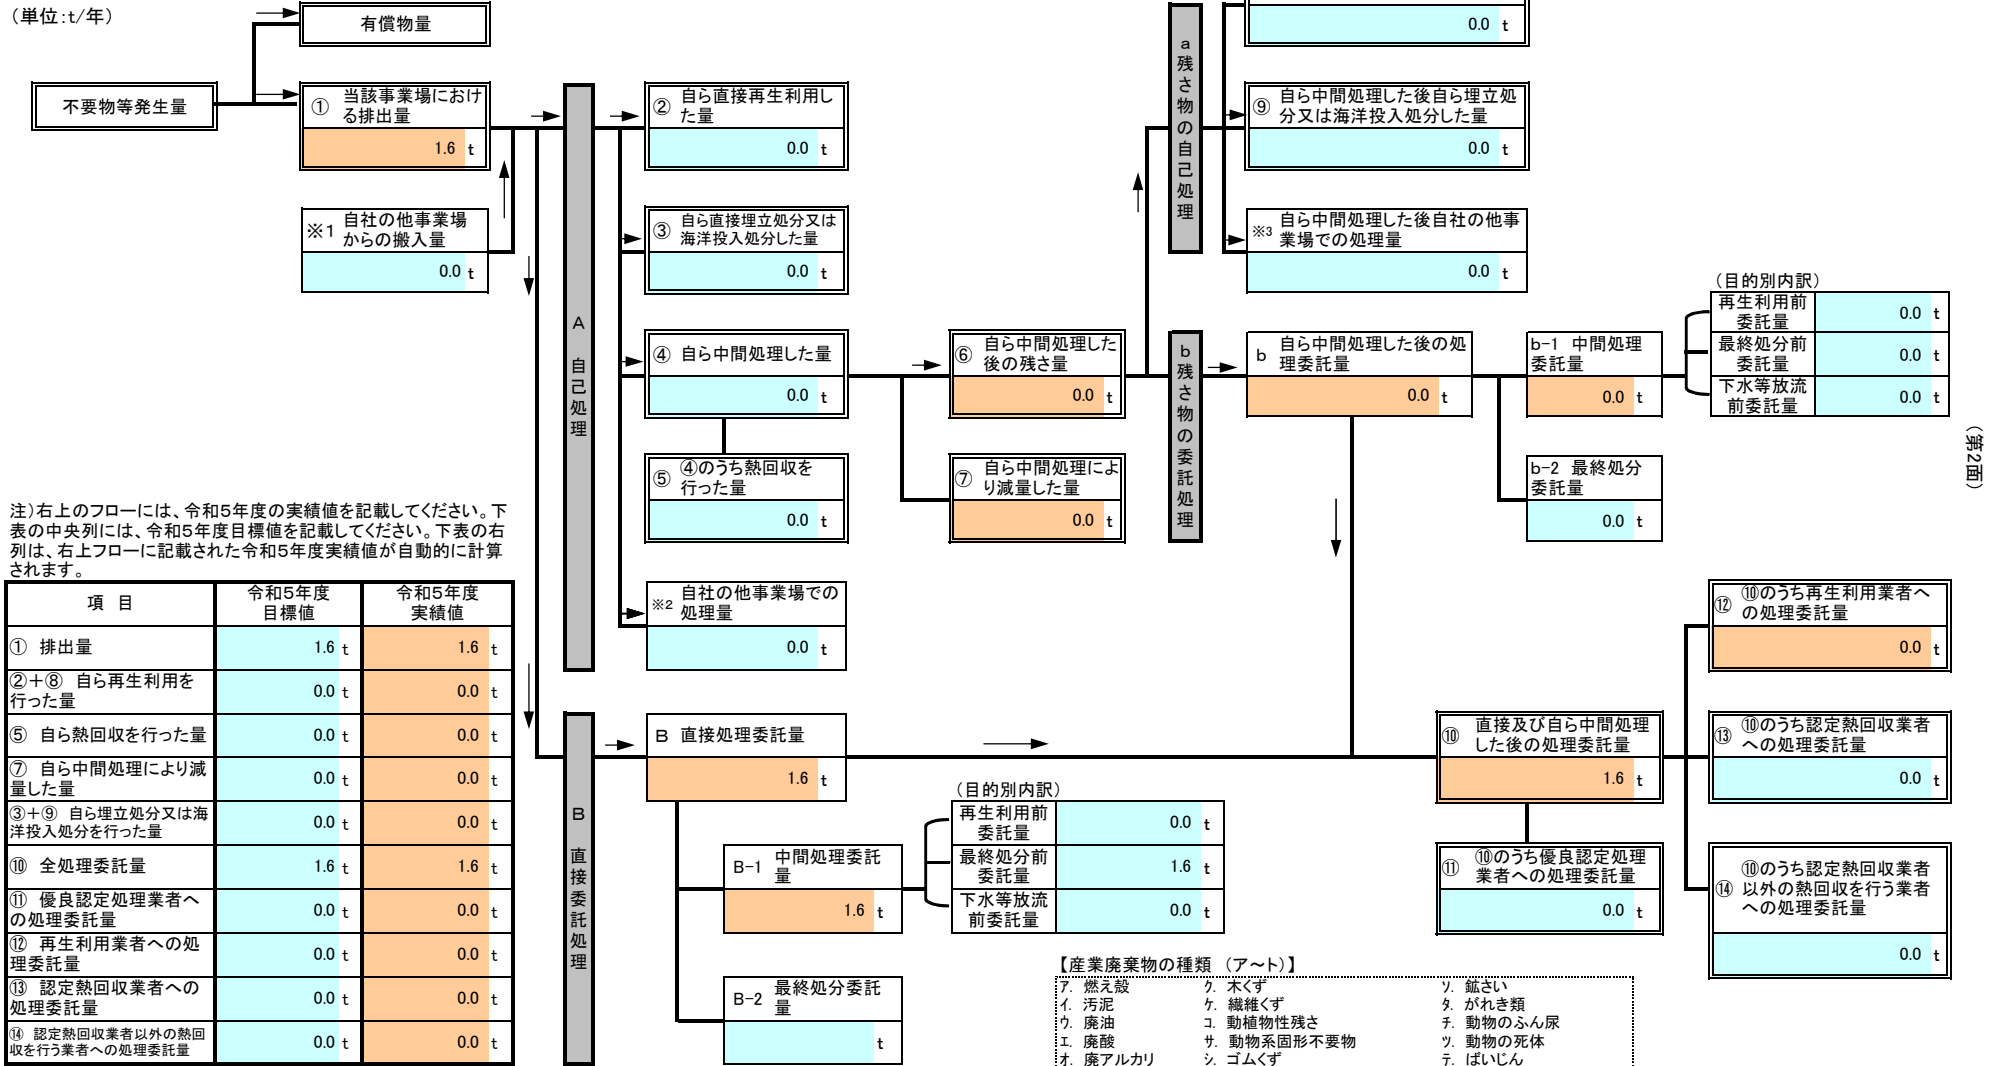 （単位:t/年）
有償物量
不要物等発生量
① 当該事業場におけ
る排出量
1.6 t
※1 自社の他事業場
からの搬入量
0.0 t
A 自己処理
② 自ら直接再生利用し
た量
0.0 t
③ 自ら直接埋立処分又は
海洋投入処分した量
0.0 t
④ 自ら中間処理した量
0.0 t
⑤ ④のうち熱回収を
行った量
0.0 t
※2 自社の他事業場での
処理量
0.0 t
⑥ 自ら中間処理した
後の残さ量
0.0 t
⑦ 自ら中間処理によ
り減量した量
0.0 t
a残さ物の自己処理
0.0 t
⑨ 自ら中間処理した後自ら埋立処
分又は海洋投入処分した量
0.0 t
※3 自ら中間処理した後自社の他事
業場での処理量
0.0 t
b残さ物の委託処理
b 自ら中間処理した後の処
理委託量
0.0 t
b-1 中間処理
委託量
0.0 t
b-2 最終処分
委託量
0.0 t
（目的別内訳）
再生利用前
委託量
0.0 t
最終処分前
委託量
0.0 t
下水等放流
前委託量
0.0 t
（第2面）
注）右上のフローには、令和5年度の実績値を記載してください。下
表の中央列には、令和5年度目標値を記載してください。下表の右
列は、右上フローに記載された令和5年度実績値が自動的に計算
されます。
項 目
令和5年度
目標値
令和5年度
実績値
① 排出量 1.6 t 1.6 t
②＋⑧ 自ら再生利用を
行った量 0.0 t 0.0 t
⑤ 自ら熱回収を行った量 0.0 t 0.0 t
⑦ 自ら中間処理により減
量した量 0.0 t 0.0 t
③＋⑨ 自ら埋立処分又は海
洋投入処分を行った量 0.0 t 0.0 t
⑩ 全処理委託量 1.6 t 1.6 t
⑪ 優良認定処理業者へ
の処理委託量 0.0 t 0.0 t
⑫ 再生利用業者への処
理委託量 0.0 t 0.0 t
⑬ 認定熱回収業者への
処理委託量 0.0 t 0.0 t
⑭ 認定熱回収業者以外の熱回
収を行う業者への処理委託量 0.0 t 0.0 t
B 直接委託処理
B 直接処理委託量
1.6 t
B-1 中間処理委託
量
1.6 t
B-2 最終処分委託
量
t
（目的別内訳）
再生利用前
委託量
0.0 t
最終処分前
委託量
1.6 t
下水等放流
前委託量
0.0 t
⑩ 直接及び自ら中間処理
した後の処理委託量
1.6 t
⑪ ⑩のうち優良認定処理
業者への処理委託量
0.0 t
⑫ ⑩のうち再生利用業者へ
の処理委託量
0.0 t
⑬ ⑩のうち認定熱回収業者
への処理委託量
0.0 t
⑭ ⑩のうち認定熱回収業者
以外の熱回収を行う業者
への処理委託量
0.0 t
【産業廃棄物の種類 （ア～ト）】
ア. 燃え殻 ク. 木くず ソ. 鉱さい
イ. 汚泥 ケ. 繊維くず タ. がれき類
ウ. 廃油 コ. 動植物性残さ チ. 動物のふん尿
エ. 廃酸 サ. 動物系固形不要物 ツ. 動物の死体
オ. 廃アルカリ シ. ゴムくず テ. ばいじん